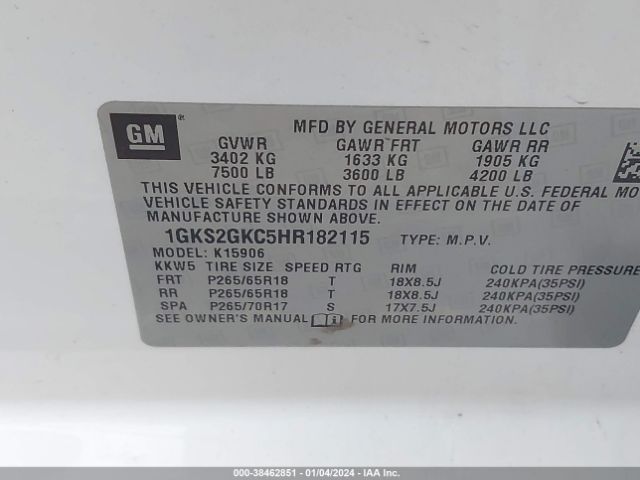 GM ®
MFD BY GENERAL MOTORS LLC
GVWR GAWR FRT GAWR RR
3402 KG 1633 KG 1905 KG
7500 LB 3600 LB 4200 LB
THIS VEHICLE CONFORMS TO ALL APPLICABLE U.S. FEDERAL MO
VEHICLE SAFETY STANDARDS IN EFFECT ON THE DATE OF
MANUFACTURE SHOWN ABOVE.
1GKS2GKC5HR182115 TYPE: M.P.V.
MODEL: K15906
KKW5 TIRE SIZE SPEED RTG RIM COLD TIRE PRESSURE
FRT P265/65R18 T 18X8.5J 240KPA(35PSI)
RR P265/65R18 T 18X8.5J 240KPA(35PSI)
SPA P265/70R17 S 17X7.5J 240KPA(35PSI)
SEE OWNER'S MANUAL FOR MORE INFORMATION.
000-38462851 - 01/04/2024 - IAAI.COM